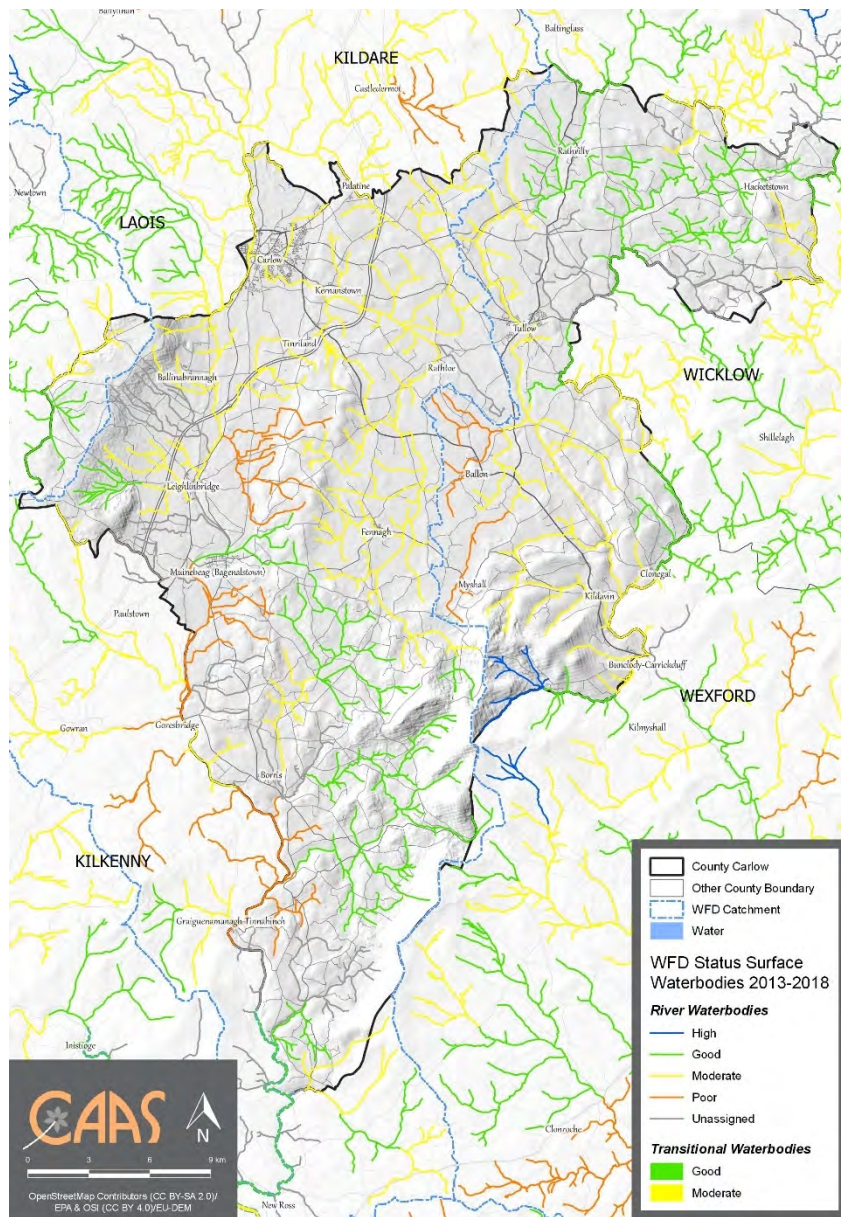 Ballylinan
Baltinglass
KILDARE
Castledermot
Rathvilly
Newtown
Palatine
Hacketstown
LAOIS
Carlow
Kernanstown
Tinriland
Tullow
Ballinabrannagh
Rathtoe
WICKLOW
Shillelagh
Leighlinbridge
Ballon
Fennagh
Muinebeag (Bagenalstown)
Myshall
Clonegal
Kildavin
Paulstown
Bunclody-Carrickduff
WEXFORD
Gowran
Goresbridge
Kilmyshall
Borris
KILKENNY
Graiguenamanagh-Tinnahinch
Inistioge
Clonroche
New Ross
CAAS
N
0 3 6 9 km
OpenStreetMap Contributors (CC BY-SA 2.0)/
EPA & OSI (CC BY 4.0)/EU-DEM
County Carlow
Other County Boundary
WFD Catchment
Water
WFD Status Surface
Waterbodies 2013-2018
River Waterbodies
High
Good
Moderate
Poor
Unassigned
Transitional Waterbodies
Good
Moderate